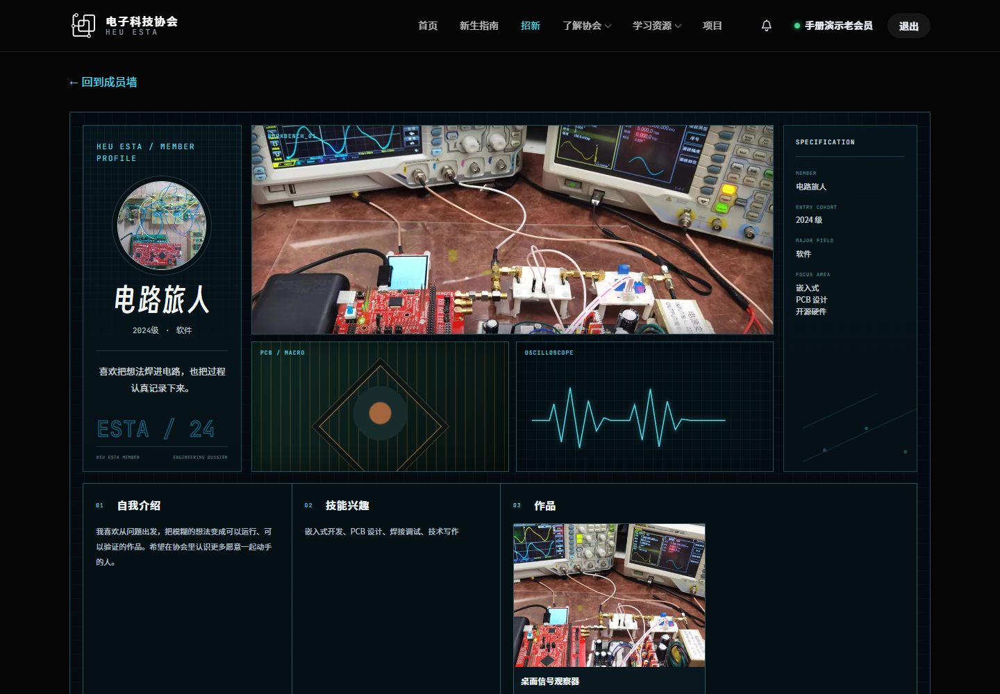 电子科技协会
HEU ESTA
首页
新生指南
招新
了解协会
学习资源
项目
手册演示老会员
退出
← 回到成员墙
HEU ESTA / MEMBER
PROFILE
电路旅人
2024级 · 软件
喜欢把想法焊进电路，也把过程
认真记录下来。
ESTA / 24
HEU ESTA MEMBER
ENGINEERING DOSSIER
WORKBENCH_01
PCB / MACRO
OSCILLOSCOPE
SPECIFICATION
MEMBER
电路旅人
ENTRY COHORT
2024 级
MAJOR FIELD
软件
FOCUS AREA
嵌入式
PCB 设计
开源硬件
01 自我介绍
我喜欢从问题出发，把模糊的想法变成可以运行、可
以验证的作品。希望在协会里认识更多愿意一起动手
的人。
02 技能兴趣
嵌入式开发、PCB 设计、焊接调试、技术写作
03 作品
桌面信号观察器